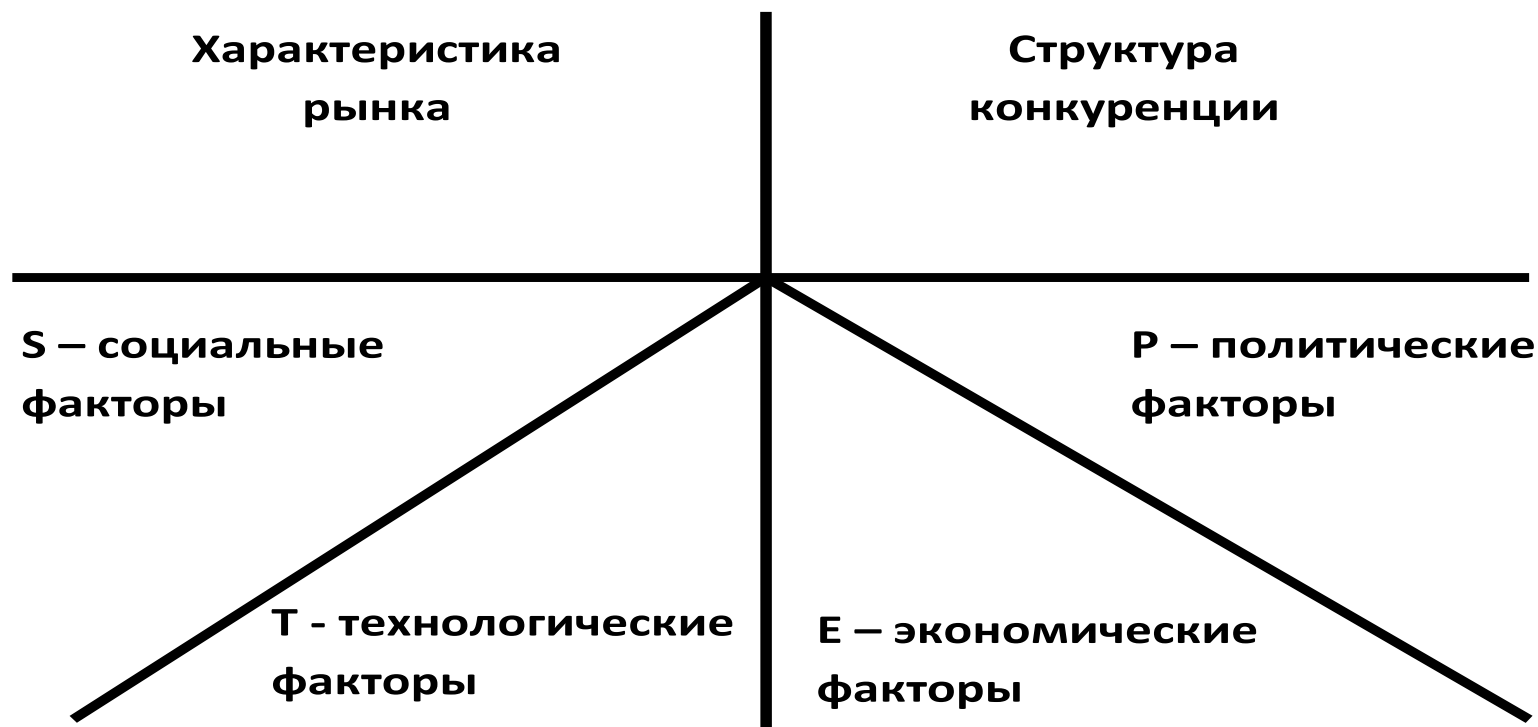 Характеристика
рынка
Структура
конкуренции
S – социальные
факторы
P – политические
факторы
T - технологические
факторы
E – экономические
факторы